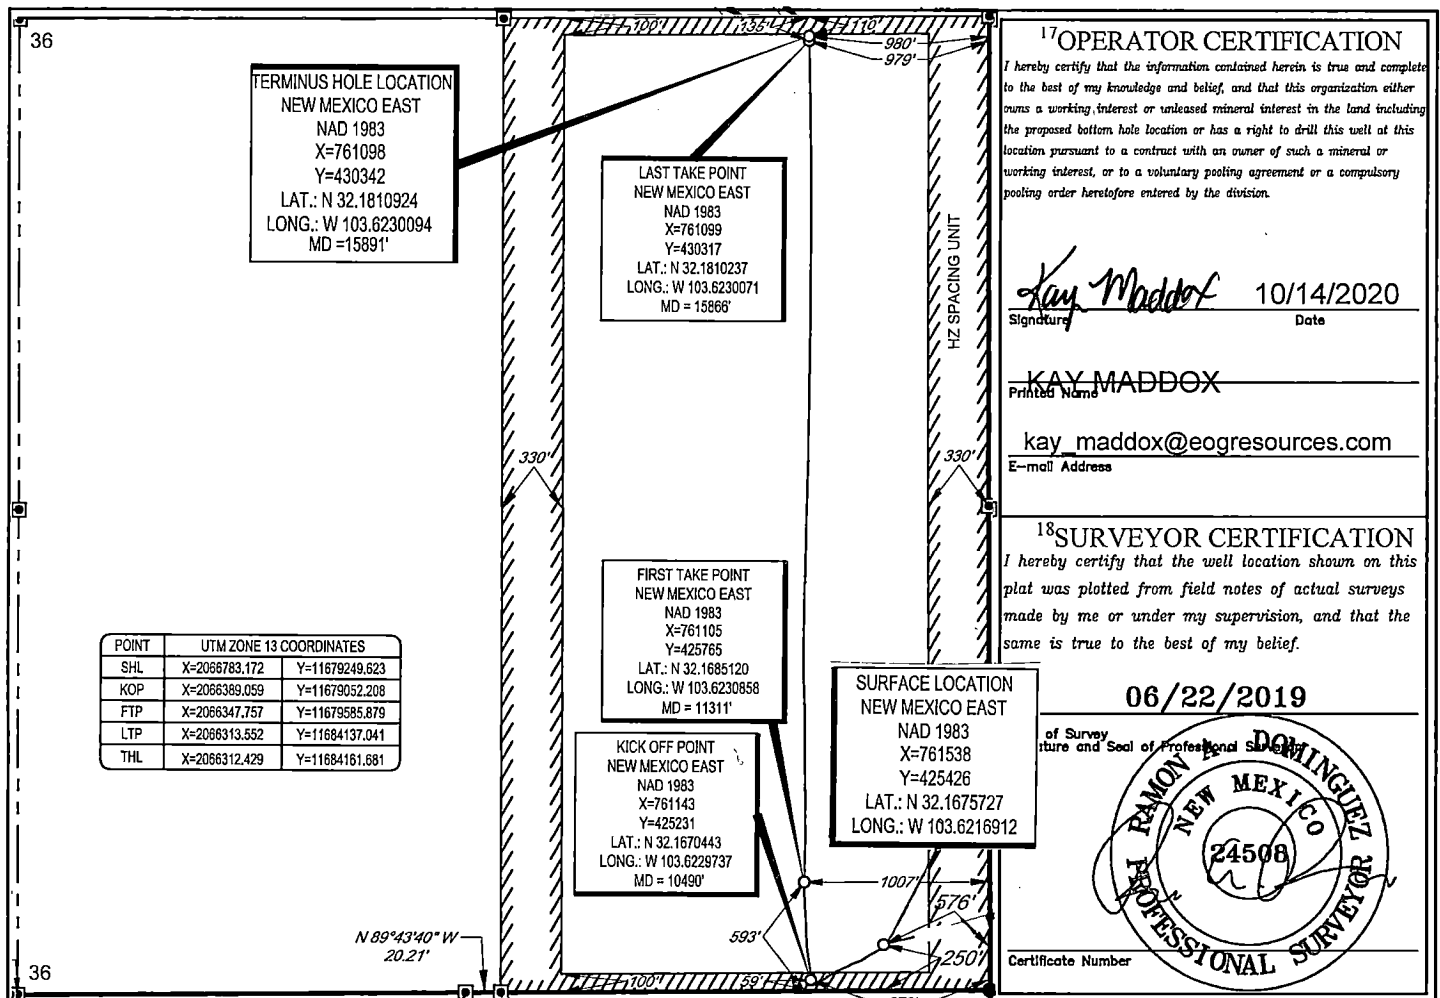 36
TERMINUS HOLE LOCATION
NEW MEXICO EAST
NAD 1983
X=761098
Y=430342
LAT.: N 32.1810924
LONG.: W 103.6230094
MD =15891'
100'
335'
110'
980'
979'
LAST TAKE POINT
NEW MEXICO EAST
NAD 1983
X=761099
Y=430317
LAT.: N 32.1810237
LONG.: W 103.6230071
MD = 15866'
HZ SPACING UNIT
330'
330'
FIRST TAKE POINT
NEW MEXICO EAST
NAD 1983
X=761105
Y=425765
LAT.: N 32.1685120
LONG.: W 103.6230858
MD = 11311'
POINT UTM ZONE 13 COORDINATES
SHL X=2066783.172 Y=11679249.623
KOP X=2066389.059 Y=11679052.208
FTP X=2066347.757 Y=11679585.879
LTP X=2066313.552 Y=11684137.041
THL X=2066312.429 Y=11684161.681
KICK OFF POINT
NEW MEXICO EAST
NAD 1983
X=761143
Y=425231
LAT.: N 32.1670443
LONG.: W 103.6229737
MD = 10490'
SURFACE LOCATION
NEW MEXICO EAST
NAD 1983
X=761538
Y=425426
LAT.: N 32.1675727
LONG.: W 103.6216912
1007'
576'
593'
250'
N 89°43'40" W
20.21'
36
100'
59'
17OPERATOR CERTIFICATION
I hereby certify that the information contained herein is true and complete
to the best of my knowledge and belief, and that this organization either
owns a working interest or unleased mineral interest in the land including
the proposed bottom hole location or has a right to drill this well at this
location pursuant to a contract with an owner of such a mineral or
working interest, or to a voluntary pooling agreement or a compulsory
pooling order heretofore entered by the division.
Kay Maddox 10/14/2020
Signature Date
KAY MADDOX
Printed Name
kay_maddox@eogresources.com
E-mail Address
18SURVEYOR CERTIFICATION
I hereby certify that the well location shown on this
plat was plotted from field notes of actual surveys
made by me or under my supervision, and that the
same is true to the best of my belief.
06/22/2019
of Survey
and Seal of Professional Surveyor
RAMON A. DOMINGUEZ
NEW MEXICO
24508
PROFESSIONAL SURVEYOR
Certificate Number